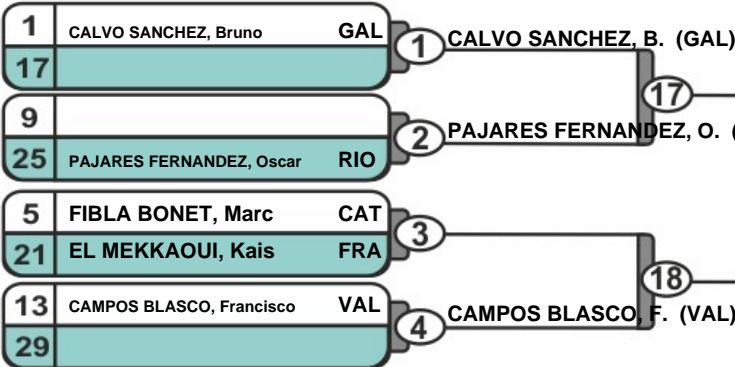 1 CALVO SANCHEZ, Bruno GAL
17
1 CALVO SANCHEZ, B. (GAL)
17
9
25 PAJARES FERNANDEZ, Oscar RIO
2 PAJARES FERNANDEZ, O. (
5 FIBLA BONET, Marc CAT
21 EL MEKKAOUI, Kais FRA
3
18
13 CAMPOS BLASCO, Francisco VAL
29
4 CAMPOS BLASCO, F. (VAL)